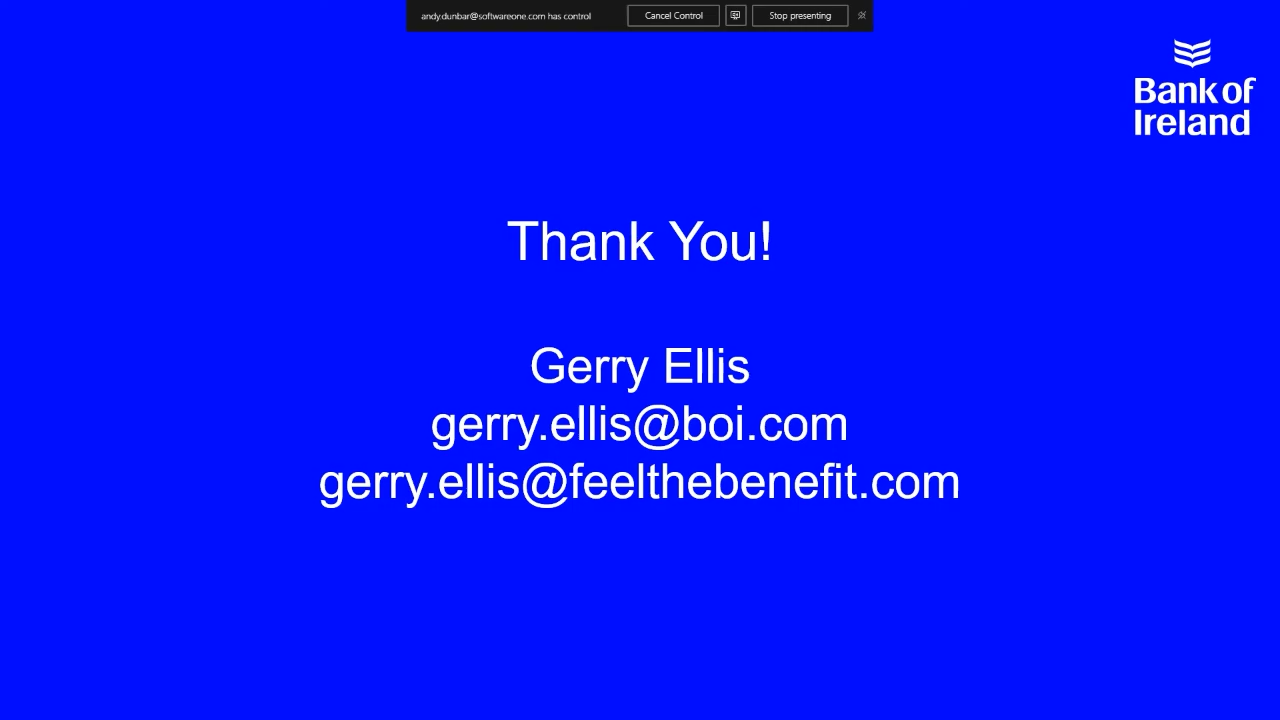 andy.dunbar@softwareone.com has control
Cancel Control
Stop presenting
Bank of
Ireland
Thank You!
Gerry Ellis
gerry.ellis@boi.com
gerry.ellis@feelthebenefit.com